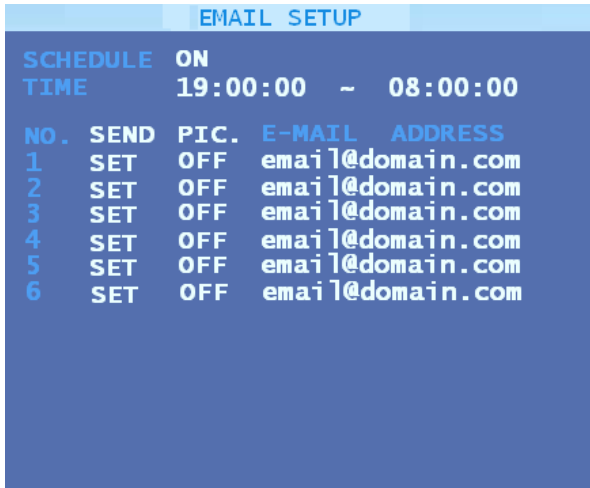 EMAIL SETUP
SCHEDULE ON
TIME 19:00:00 ~ 08:00:00
NO. SEND PIC. E-MAIL ADDRESS
1 SET OFF email@domain.com
2 SET OFF email@domain.com
3 SET OFF email@domain.com
4 SET OFF email@domain.com
5 SET OFF email@domain.com
6 SET OFF email@domain.com